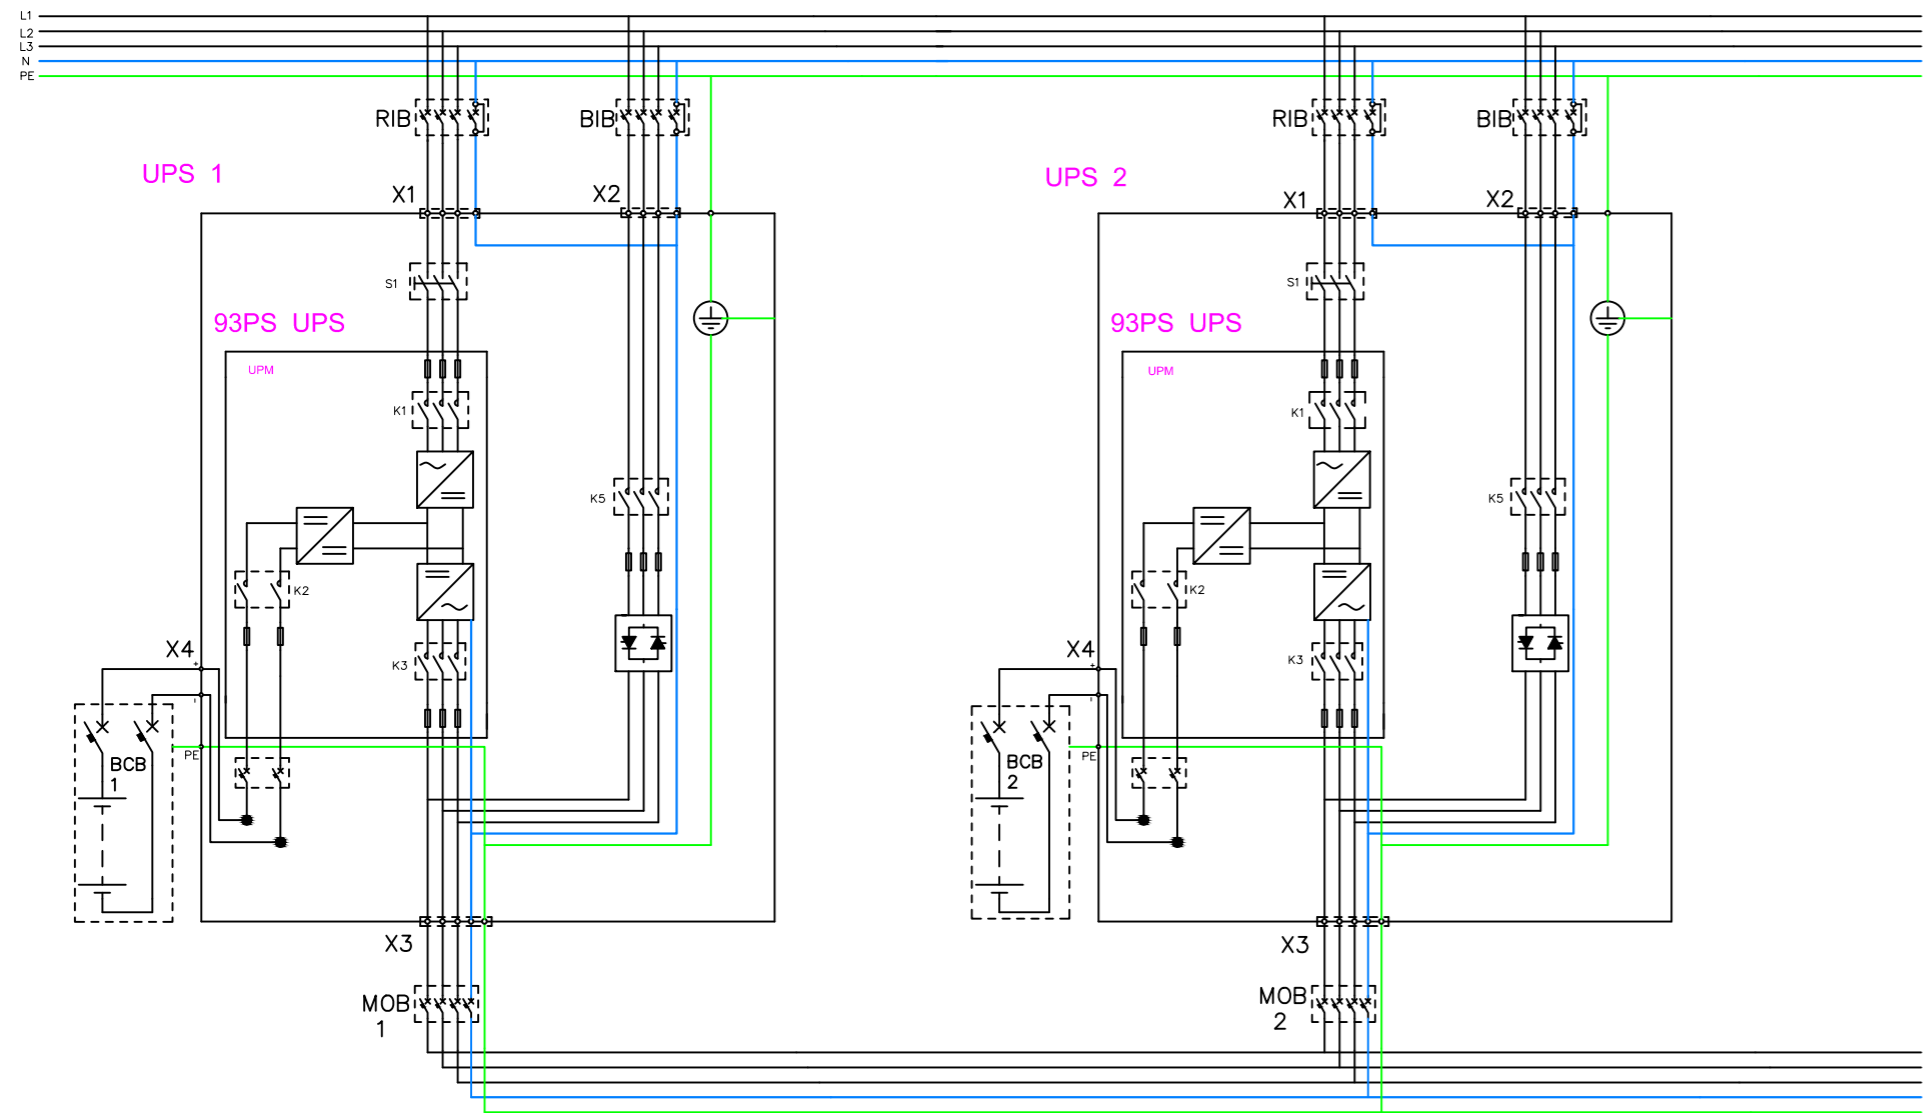 L1
L2
L3
N
PE
RIB
BIB
RIB
BIB
UPS 1
UPS 2
X1
X2
X1
X2
S1
S1
93PS UPS
93PS UPS
UPM
UPM
K1
K1
K5
K5
K2
K2
X4
+
-
K3
X4
+
-
K3
PE
BCB
1
PE
BCB
2
X3
X3
MOB
1
MOB
2